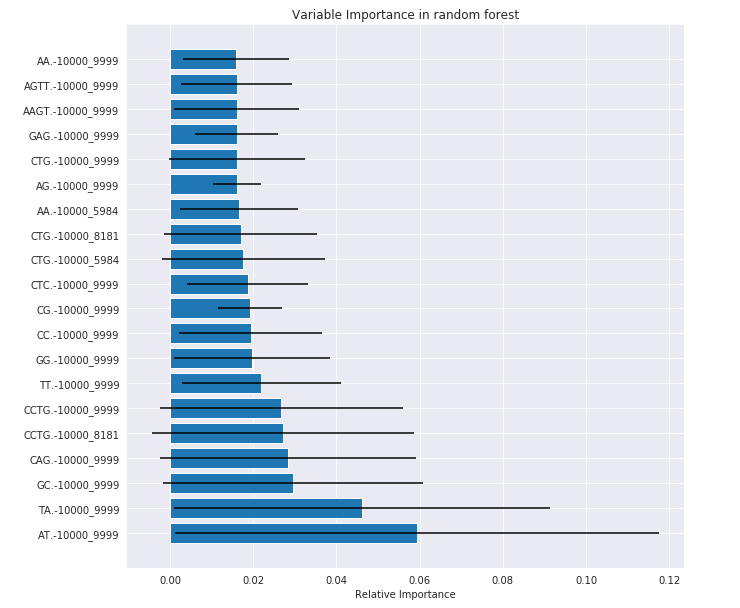 Variable Importance in random forest
AA.-10000_9999
AGTT.-10000_9999
AAGT.-10000_9999
GAG.-10000_9999
CTG.-10000_9999
AG.-10000_9999
AA.-10000_5984
CTG.-10000_8181
CTG.-10000_5984
CTC.-10000_9999
CG.-10000_9999
CC.-10000_9999
GG.-10000_9999
TT.-10000_9999
CCTG.-10000_9999
CCTG.-10000_8181
CAG.-10000_9999
GC.-10000_9999
TA.-10000_9999
AT.-10000_9999
0.00 0.02 0.04 0.06 0.08 0.10 0.12
Relative Importance